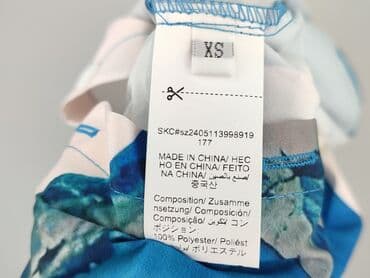 XS
SKC#sz2405113998919
177
MADE IN CHINA/ HEC
HO EN CHINA/ FEITO
NA CHINA/ صنع بالصين/
중국산
Composition/ Zusamme
nsetzung/ Composición/
Composição/ تكوين/ コン
ポジション
100% Polyester/ Poliést
ポリエステル